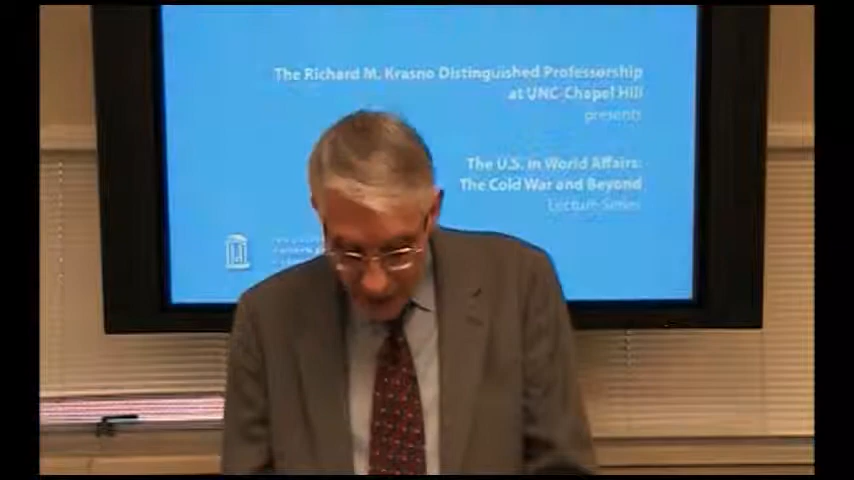 The Richard M. Krasno Distinguished Professorship
at UNC-Chapel Hill
presents
The U.S. in World Affairs:
The Cold War and Beyond
Lecture Series